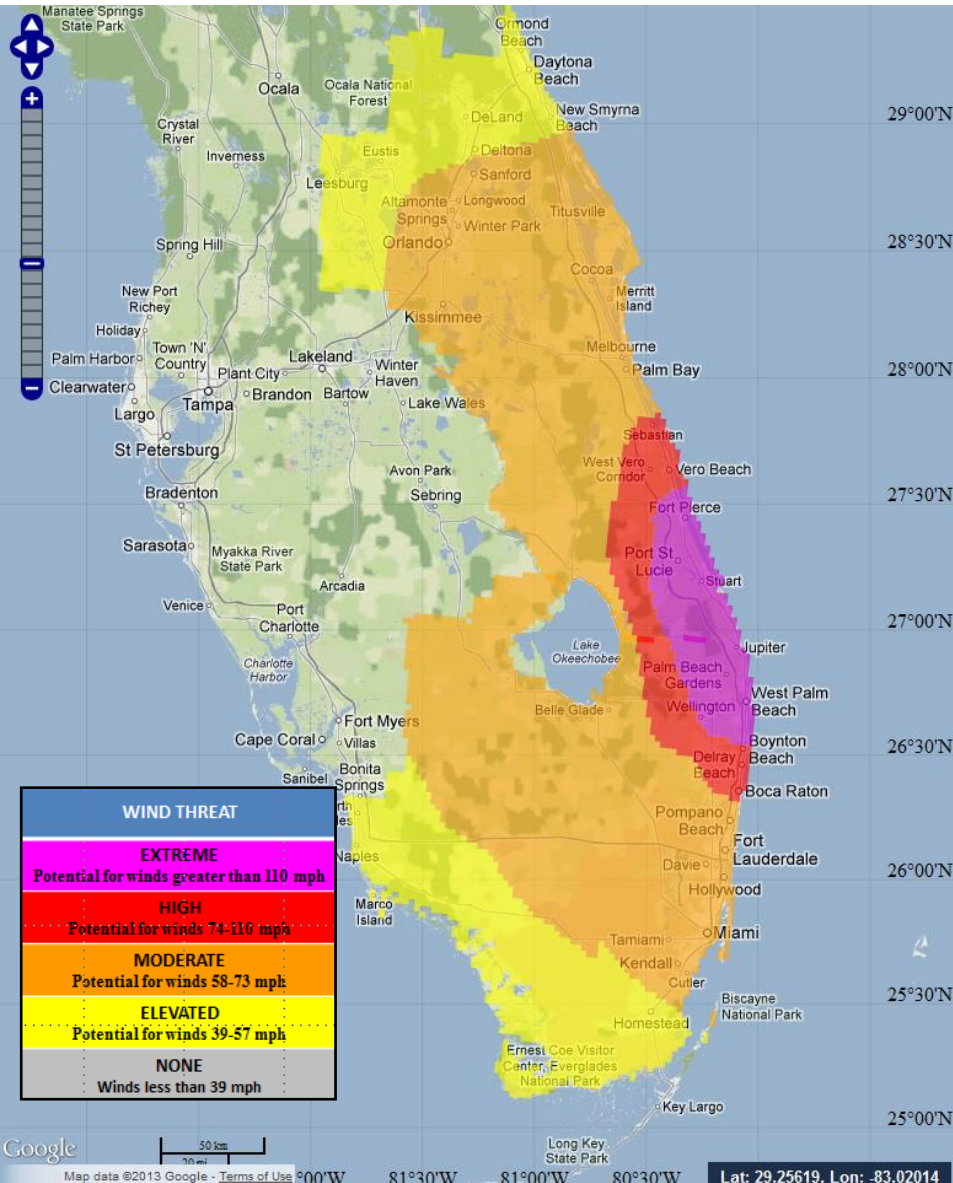 Manatee Springs
State Park
Ormond
Beach
Daytona
Beach
Ocala
Ocala National
Forest
New Smyrna
Beach
DeLand
29°00'N
Crystal
River
Inverness
Eustis
Deltona
Leesburg
Sanford
Altamonte
Springs
Longwood
Titusville
Winter Park
Spring Hill
Orlando
28°30'N
Cocoa
New Port
Richey
Merritt
Island
Holiday
Kissimmee
Town 'N'
Country
Lakeland
Melbourne
Palm Harbor
Plant City
Winter
Haven
Palm Bay
28°00'N
Clearwater
Tampa
Brandon
Bartow
Lake Wales
Largo
St Petersburg
Sebastian
Avon Park
West Vero
Corridor
Vero Beach
Bradenton
Sebring
27°30'N
Fort Pierce
Sarasota
Myakka River
State Park
Port St
Lucie
Arcadia
Stuart
Venice
Port
Charlotte
27°00'N
Lake
Okeechobee
Jupiter
Charlotte
Harbor
Palm Beach
Gardens
Fort Myers
Belle Glade
Wellington
West Palm
Beach
Cape Coral
Villas
26°30'N
Boynton
Beach
Sanibel
Bonita
Springs
Delray
Beach
Boca Raton
Pompano
Beach
Naples
Fort
Lauderdale
26°00'N
Davie
Hollywood
Marco
Island
Tamiami
Miami
Kendall
Cutler
25°30'N
Biscayne
National Park
Homestead
Ernest Coe Visitor
Center, Everglades
National Park
Key Largo
25°00'N
Long Key
State Park
WIND THREAT
EXTREME
Potential for winds greater than 110 mph
HIGH
Potential for winds 74-110 mph
MODERATE
Potential for winds 58-73 mph
ELEVATED
Potential for winds 39-57 mph
NONE
Winds less than 39 mph
Google
50 km
20 mi
Map data ©2013 Google - Terms of Use
°00'W
81°30'W
81°00'W
80°30'W
Lat: 29.25619, Lon: -83.02014